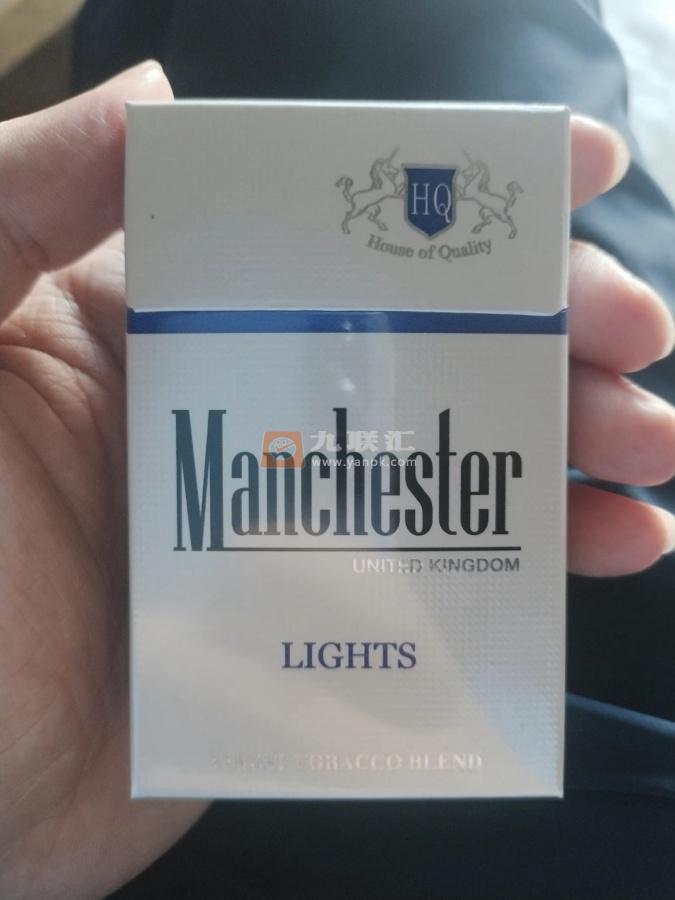 HQ
House of Quality
Manchester
九联汇
www.yanpk.com
UNITED KINGDOM
LIGHTS
TOBACCO BLEND